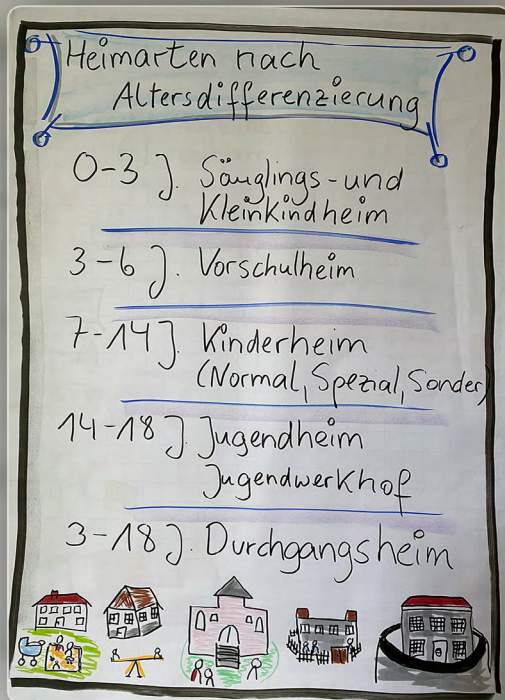 Heimarten nach
Altersdifferenzierung
0-3 J. Säuglings- und
Kleinkindheim
3-6 J. Vorschulheim
7-14 J. Kinderheim
(Normal, Spezial, Sonder)
14-18 J. Jugendheim
Jugendwerkhof
3-18 J. Durchgangsheim